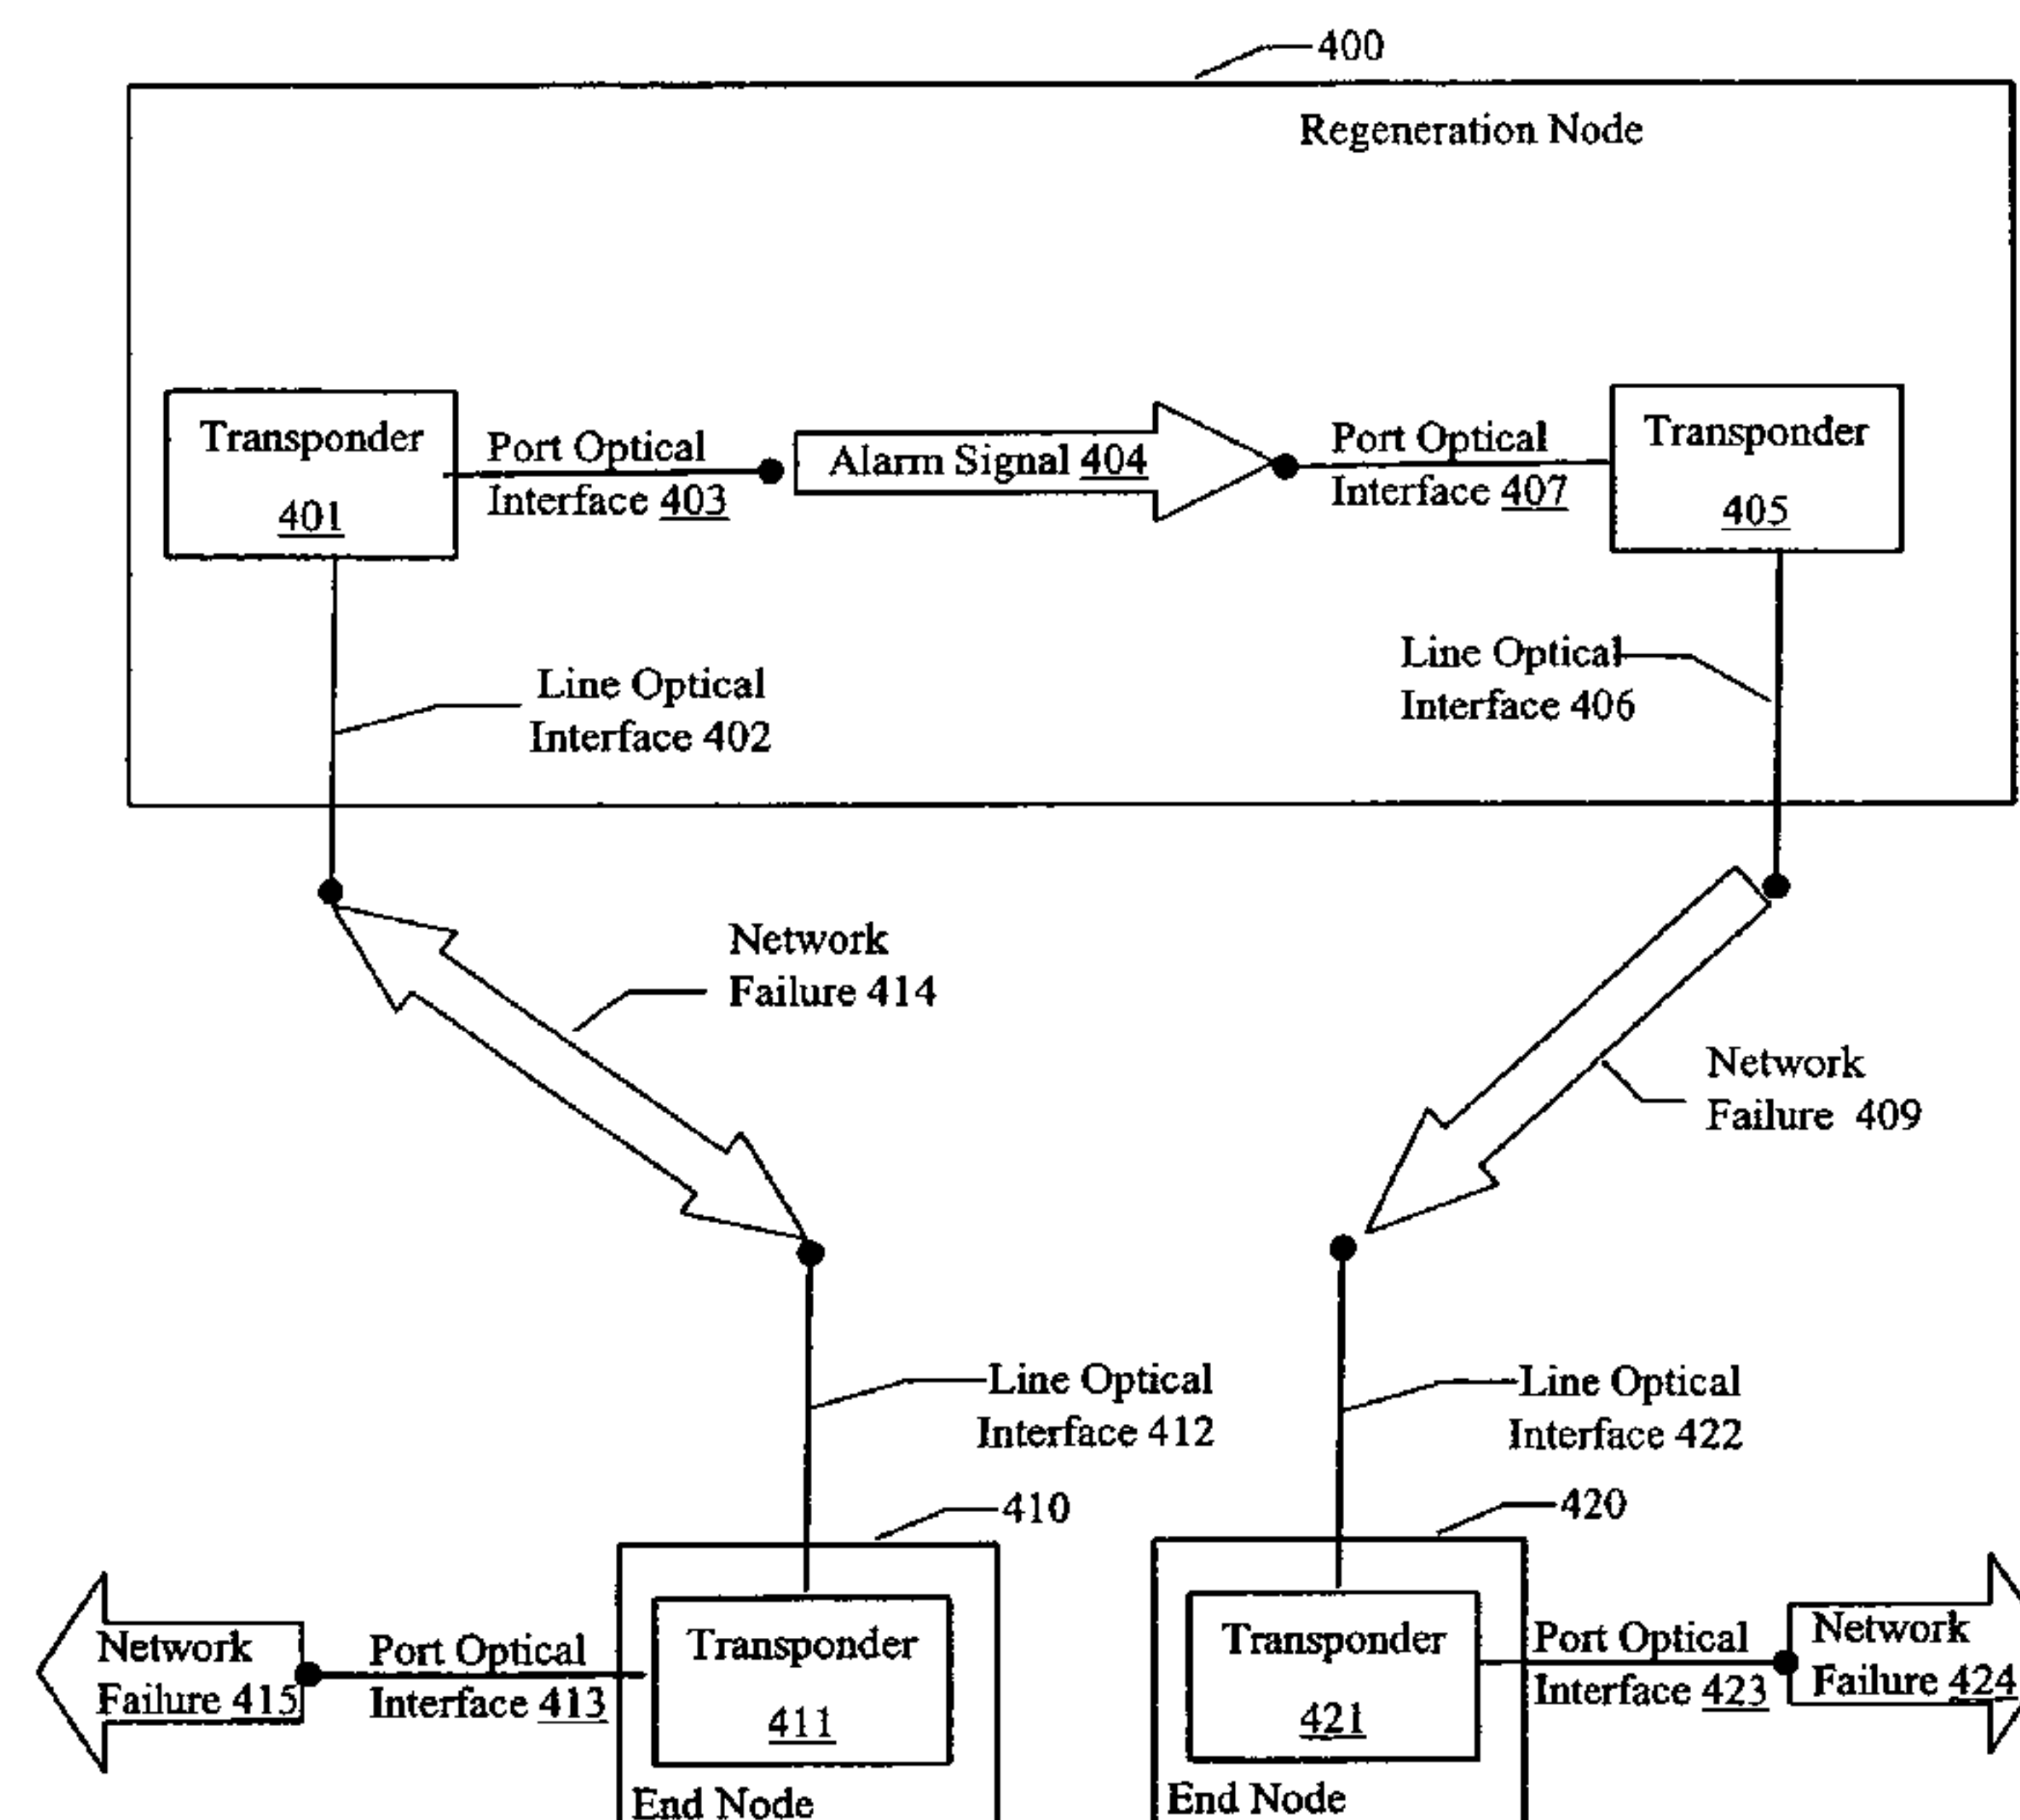 400
Regeneration Node
Transponder
401
Port Optical
Interface 403
Alarm Signal 404
Port Optical
Interface 407
Transponder
405
Line Optical
Interface 402
Line Optical
Interface 406
Network
Failure 414
Network
Failure 409
Line Optical
Interface 412
Line Optical
Interface 422
410
420
Network
Failure 415
Port Optical
Interface 413
Transponder
411
End Node
Transponder
421
End Node
Port Optical
Interface 423
Network
Failure 424